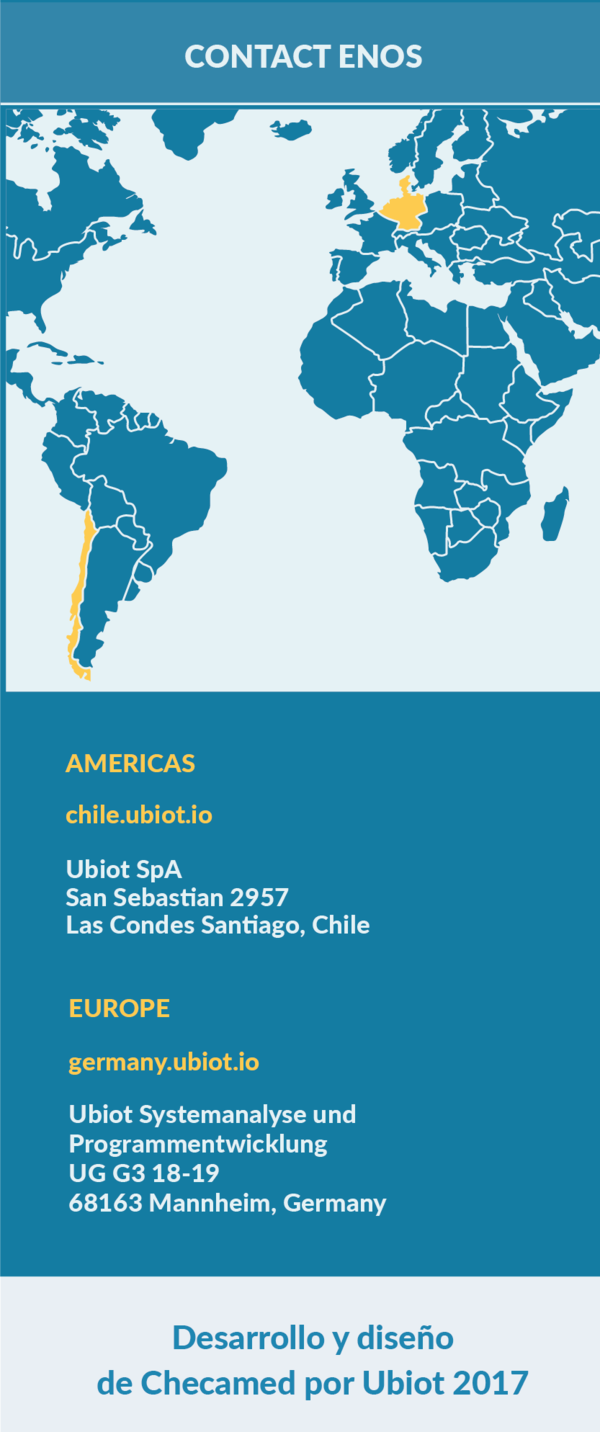 CONTACT ENOS
AMERICAS
chile.ubiot.io
Ubiot SpA
San Sebastian 2957
Las Condes Santiago, Chile
EUROPE
germany.ubiot.io
Ubiot Systemanalyse und
Programmentwicklung
UG G3 18-19
68163 Mannheim, Germany
Desarrollo y diseño
de Checamed por Ubiot 2017